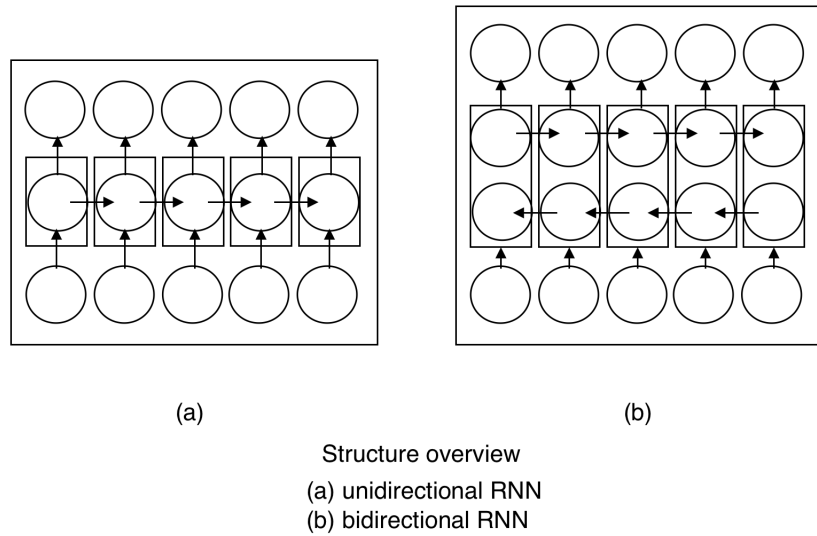 (a)
(b)
Structure overview
(a) unidirectional RNN
(b) bidirectional RNN